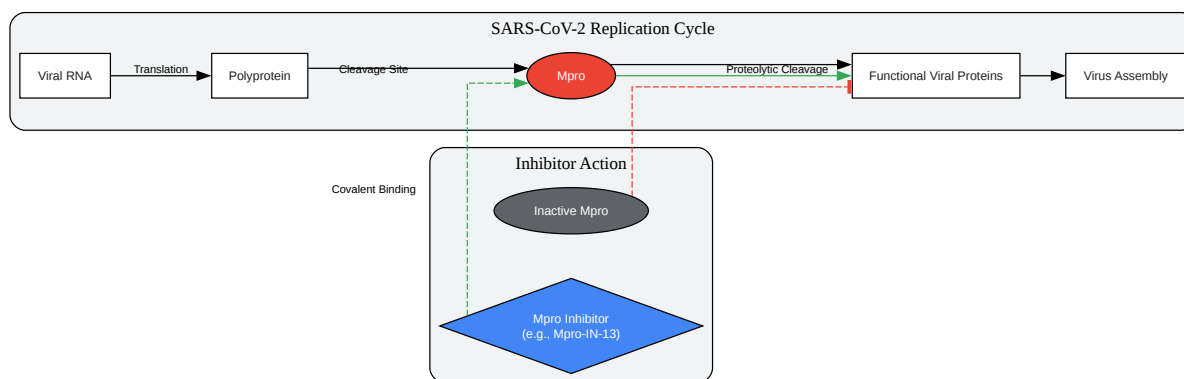 SARS-CoV-2 Replication Cycle
Viral RNA
Translation
Polyprotein
Cleavage Site
Mpro
Proteolytic Cleavage
Functional Viral Proteins
Virus Assembly
Inhibitor Action
Covalent Binding
Inactive Mpro
Mpro Inhibitor
(e.g., Mpro-IN-13)